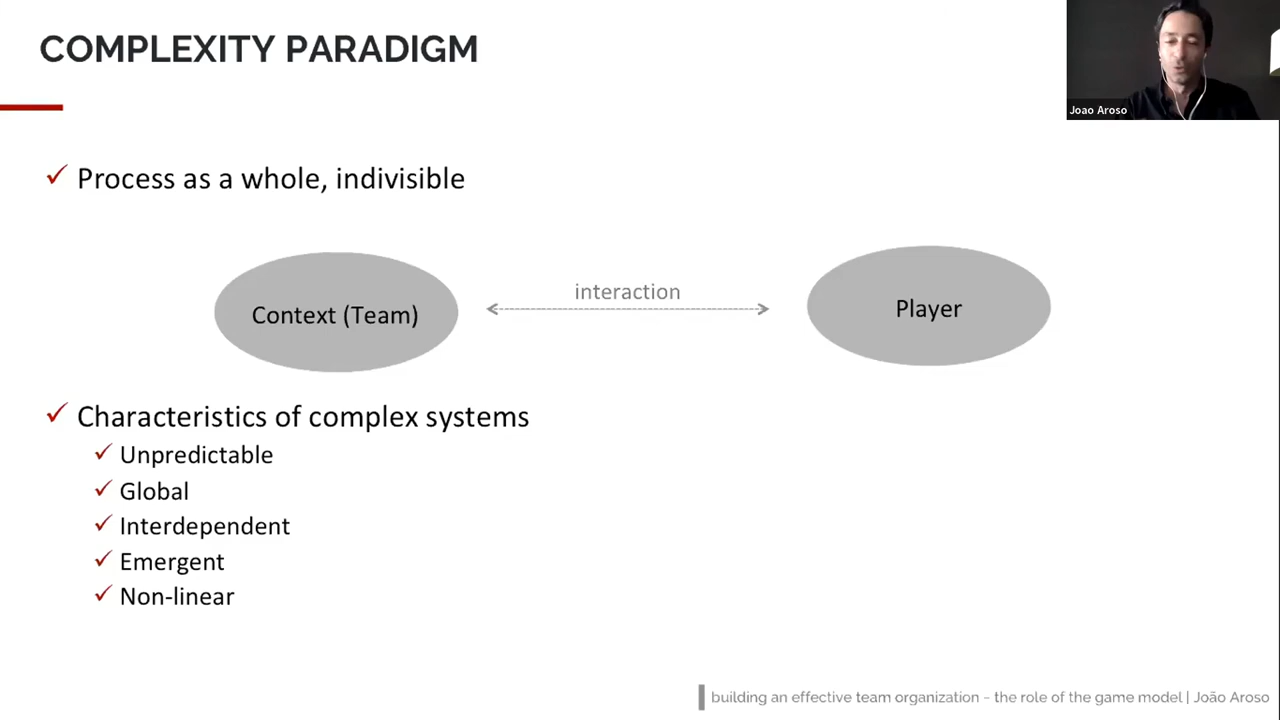 COMPLEXITY PARADIGM
Joao Aroso
Process as a whole, indivisible
interaction
Context (Team)
Player
Characteristics of complex systems
Unpredictable
Global
Interdependent
Emergent
Non-linear
building an effective team organization – the role of the game model | João Aroso